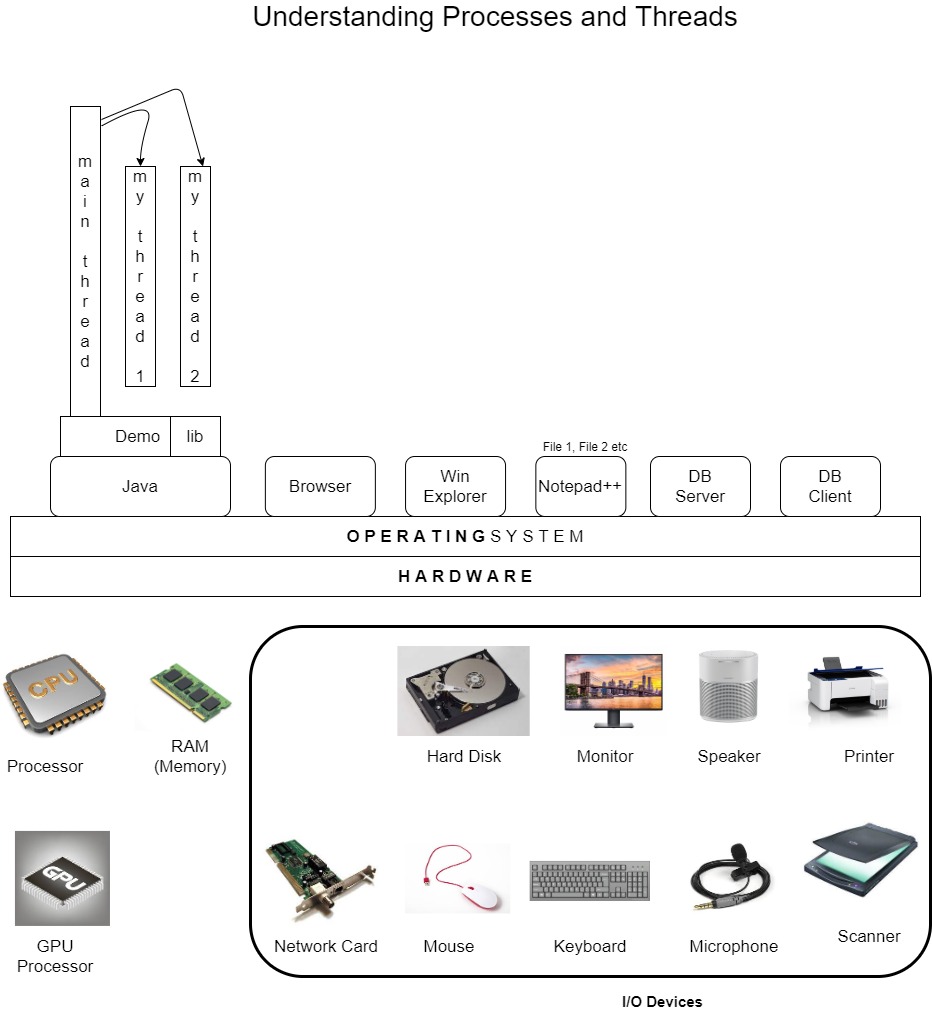 Understanding Processes and Threads
main thread
my thread 1
my thread 2
Demo
lib
File 1, File 2 etc
Java
Browser
Win
Explorer
Notepad++
DB
Server
DB
Client
OPERATING SYSTEM
HARDWARE
CPU
Processor
RAM
(Memory)
Hard Disk
Monitor
Speaker
Printer
GPU
GPU
Processor
Network Card
Mouse
Keyboard
Microphone
Scanner
I/O Devices